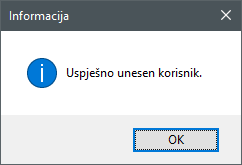 Informacija
Uspješno unesen korisnik.
OK